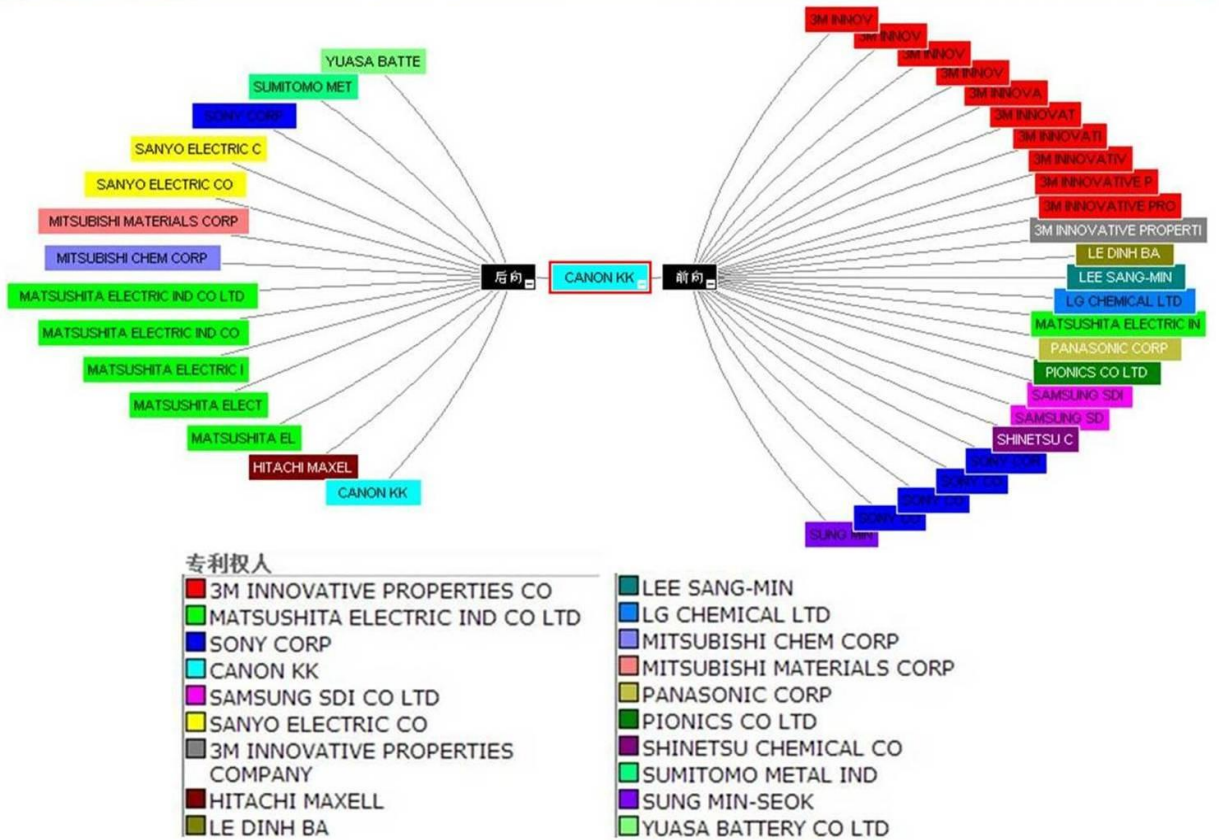 YUASA BATTE
SUMITOMO MET
SONY CORP
SANYO ELECTRIC C
SANYO ELECTRIC CO
MITSUBISHI MATERIALS CORP
MITSUBISHI CHEM CORP
MATSUSHITA ELECTRIC IND CO LTD
MATSUSHITA ELECTRIC IND CO
MATSUSHITA ELECTRIC I
MATSUSHITA ELECT
MATSUSHITA EL
HITACHI MAXEL
CANON KK
后向
CANON KK
前向
3M INNOV
3M INNOV
3M INNOV
3M INNOV
3M INNOVA
3M INNOVAT
3M INNOVATI
3M INNOVATIV
3M INNOVATIVE P
3M INNOVATIVE PRO
3M INNOVATIVE PROPERTI
LE DINH BA
LEE SANG-MIN
LG CHEMICAL LTD
MATSUSHITA ELECTRIC IN
PANASONIC CORP
PIONICS CO LTD
SAMSUNG SDI
SAMSUNG SD
SHINETSU C
SONY COR
SONY CO
SONY CO
SONY CO
SUNG MIN
专利权人
3M INNOVATIVE PROPERTIES CO
MATSUSHITA ELECTRIC IND CO LTD
SONY CORP
CANON KK
SAMSUNG SDI CO LTD
SANYO ELECTRIC CO
3M INNOVATIVE PROPERTIES
COMPANY
HITACHI MAXELL
LE DINH BA
LEE SANG-MIN
LG CHEMICAL LTD
MITSUBISHI CHEM CORP
MITSUBISHI MATERIALS CORP
PANASONIC CORP
PIONICS CO LTD
SHINETSU CHEMICAL CO
SUMITOMO METAL IND
SUNG MIN-SEOK
YUASA BATTERY CO LTD